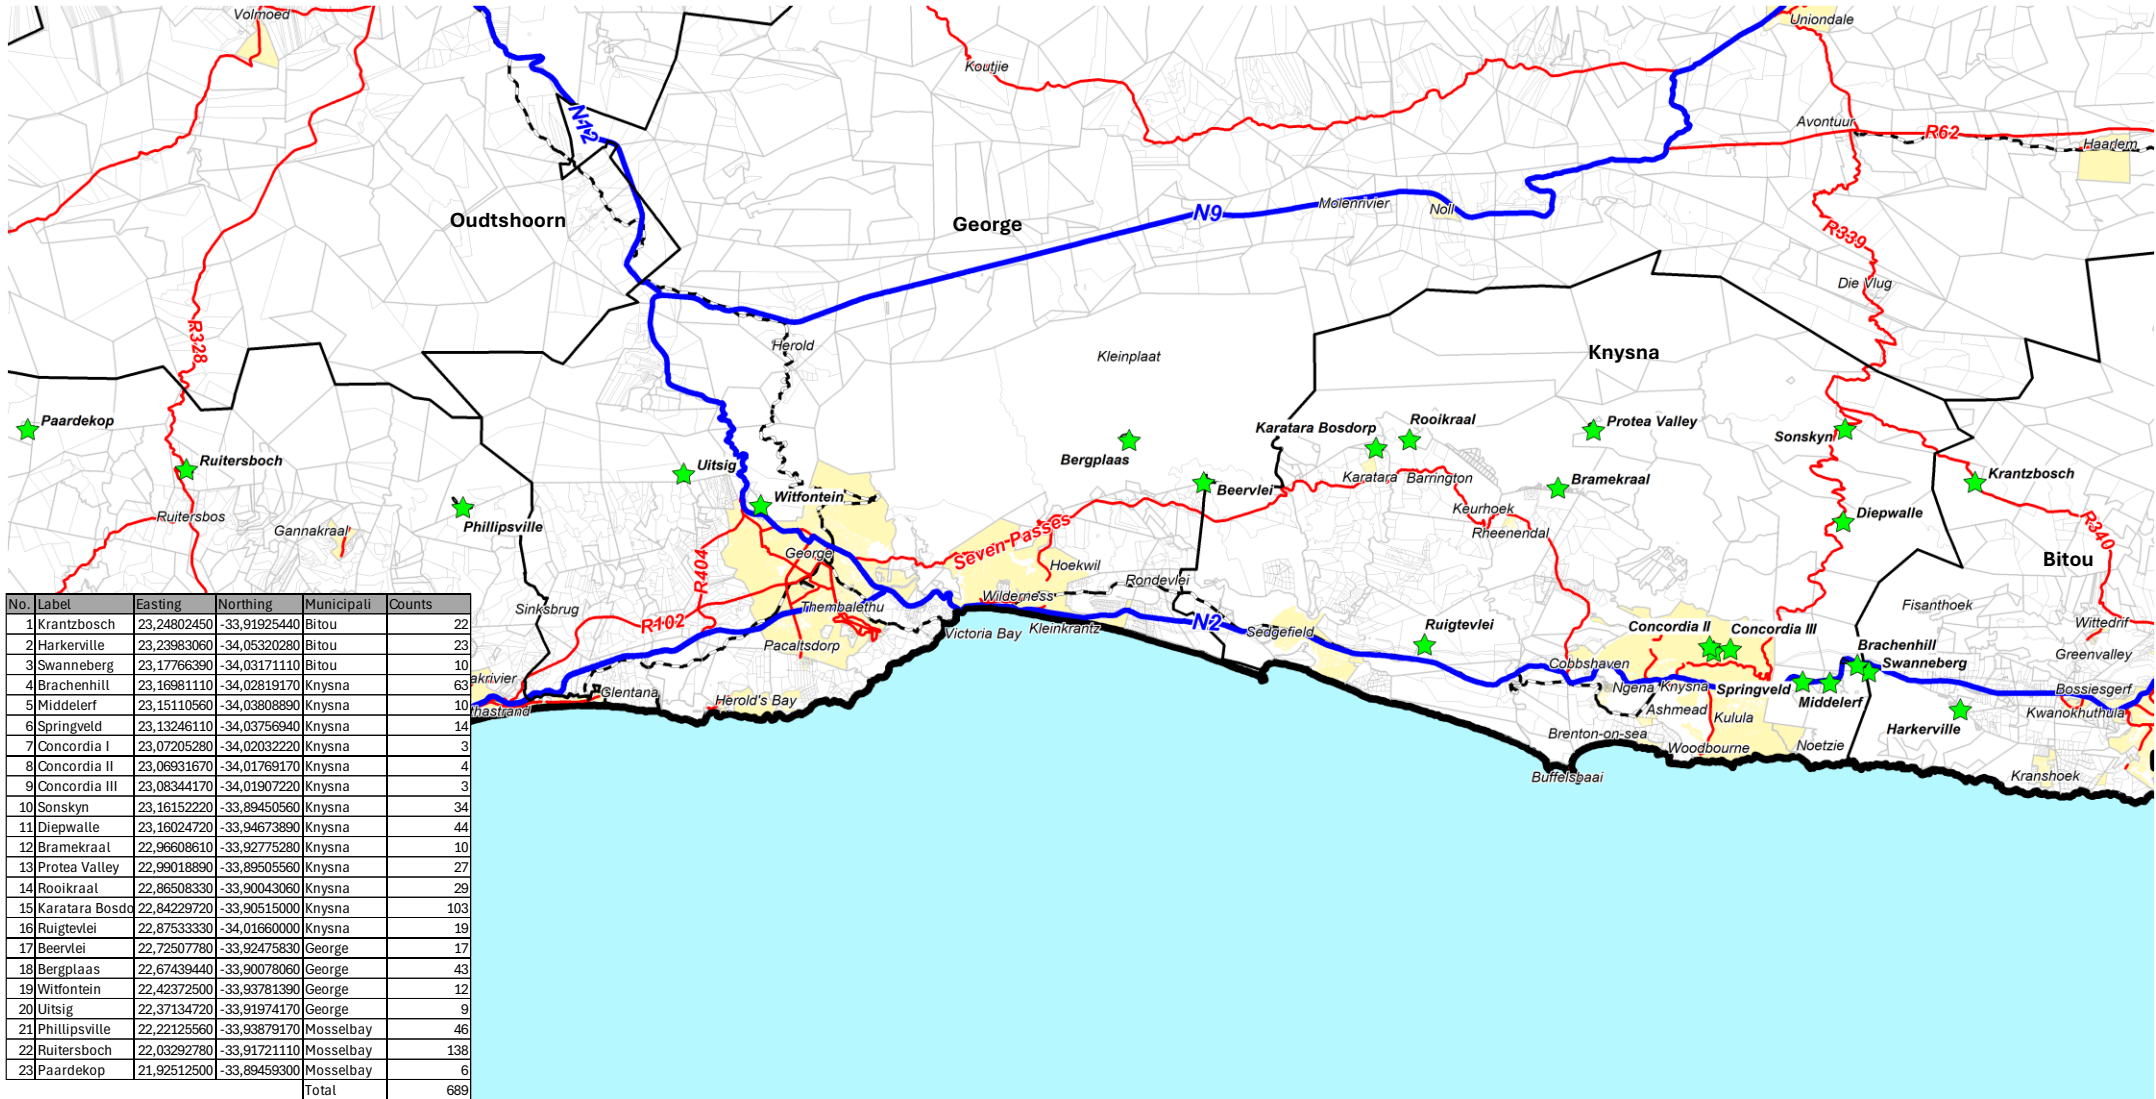 Volmoed
Uniondale
Koutjie
N12
Avontuur
R62
Haarlem
Oudtshoorn
George
N9
Molenrivier
Noll
R339
Die Vlug
R328
Herold
Kleinplaat
Knysna
Paardekop
Ruitersboch
Uitsig
Bergplaas
Karatara Bosdorp
Rooikraal
Protea Valley
Sonskyn
Krantzbosch
Witfontein
Beervlei
Karatara
Barrington
Bramekraal
Ruitersbos
Gannakraal
Phillipsville
Keurhoek
Rheenendal
Diepwalle
R340
Bitou
George
Seven Passes
Hoekwil
Rondevlei
R404
Sinksbrug
R102
Thembalethu
Wilderness
Pacaltsdorp
Victoria Bay
Kleinkrantz
N2
Sedgefield
Ruigtevlei
Concordia II
Concordia III
Fisanthoek
Wittedrif
Greenvalley
Brachenhill
Swanneberg
Cobbshaven
akrivier
Glentana
Herold's Bay
hastrand
Ngena
Knysna
Springveld
Middelerf
Bossiesgerf
Kwanokhuthula
Ashmead
Kulula
Harkerville
Brenton-on-sea
Woodbourne
Noetzie
Buffelsbaai
Kranshoek
No. Label Easting Northing Municipali Counts
1 Krantzbosch 23,24802450 -33,91925440 Bitou 22
2 Harkerville 23,23983060 -34,05320280 Bitou 23
3 Swanneberg 23,17766390 -34,03171110 Bitou 10
4 Brachenhill 23,16981110 -34,02819170 Knysna 63
5 Middelerf 23,15110560 -34,03808890 Knysna 10
6 Springveld 23,13246110 -34,03756940 Knysna 14
7 Concordia I 23,07205280 -34,02032220 Knysna 3
8 Concordia II 23,06931670 -34,01769170 Knysna 4
9 Concordia III 23,08344170 -34,01907220 Knysna 3
10 Sonskyn 23,16152220 -33,89450560 Knysna 34
11 Diepwalle 23,16024720 -33,94673890 Knysna 44
12 Bramekraal 22,96608610 -33,92775280 Knysna 10
13 Protea Valley 22,99018890 -33,89505560 Knysna 27
14 Rooikraal 22,86508330 -33,90043060 Knysna 29
15 Karatara Bosdo 22,84229720 -33,90515000 Knysna 103
16 Ruigtevlei 22,87533330 -34,01660000 Knysna 19
17 Beervlei 22,72507780 -33,92475830 George 17
18 Bergplaas 22,67439440 -33,90078060 George 43
19 Witfontein 22,42372500 -33,93781390 George 12
20 Uitsig 22,37134720 -33,91974170 George 9
21 Phillipsville 22,22125560 -33,93879170 Mosselbay 46
22 Ruitersboch 22,03292780 -33,91721110 Mosselbay 138
23 Paardekop 21,92512500 -33,89459300 Mosselbay 6
Total 689